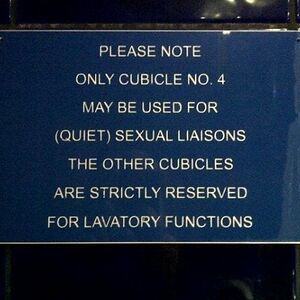 PLEASE NOTE
ONLY CUBICLE NO. 4
MAY BE USED FOR
(QUIET) SEXUAL LIAISONS
THE OTHER CUBICLES
ARE STRICTLY RESERVED
FOR LAVATORY FUNCTIONS